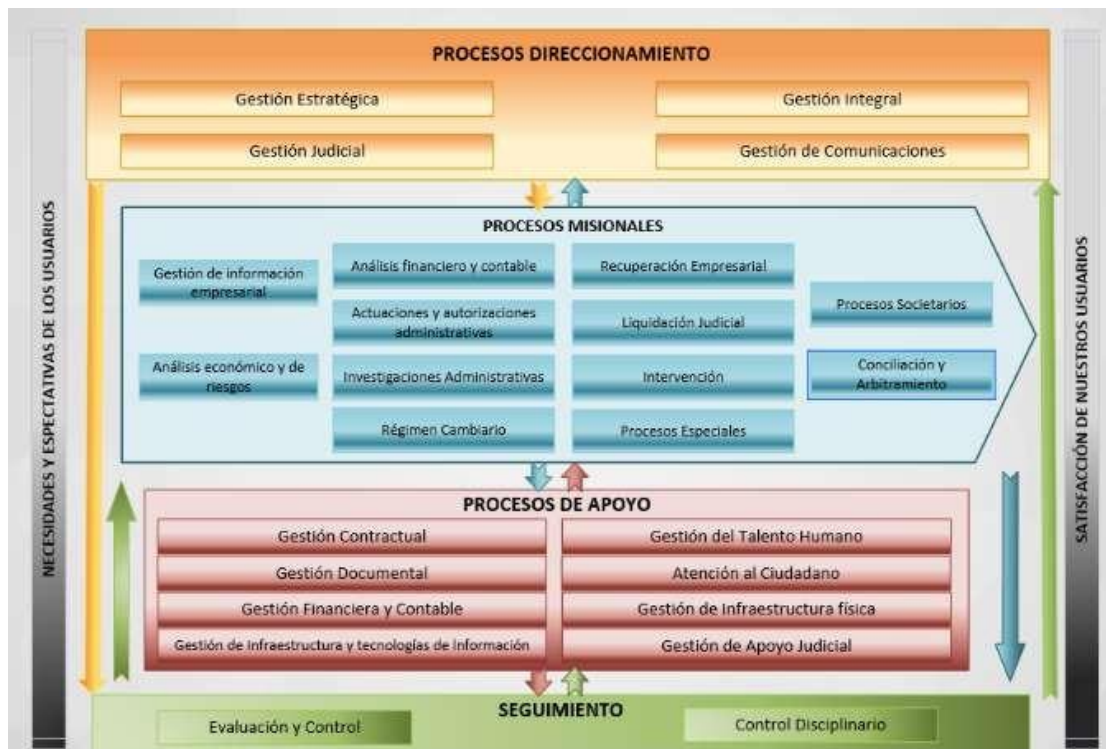 NECESIDADES Y ESPECTATIVAS DE LOS USUARIOS
PROCESOS DIRECCIONAMIENTO
Gestión Estratégica
Gestión Integral
Gestión Judicial
Gestión de Comunicaciones
PROCESOS MISIONALES
Gestión de información
empresarial
Análisis económico y de
riesgos
Análisis financiero y contable
Actuaciones y autorizaciones
administrativas
Investigaciones Administrativas
Régimen Cambiario
Recuperación Empresarial
Liquidación Judicial
Intervención
Procesos Especiales
Procesos Societarios
Conciliación y
Arbitramiento
PROCESOS DE APOYO
Gestión Contractual
Gestión del Talento Humano
Gestión Documental
Atención al Ciudadano
Gestión Financiera y Contable
Gestión de Infraestructura física
Gestión de Infraestructura y tecnologías de Información
Gestión de Apoyo Judicial
SEGUIMIENTO
Evaluación y Control
Control Disciplinario
SATISFACCIÓN DE NUESTROS USUARIOS